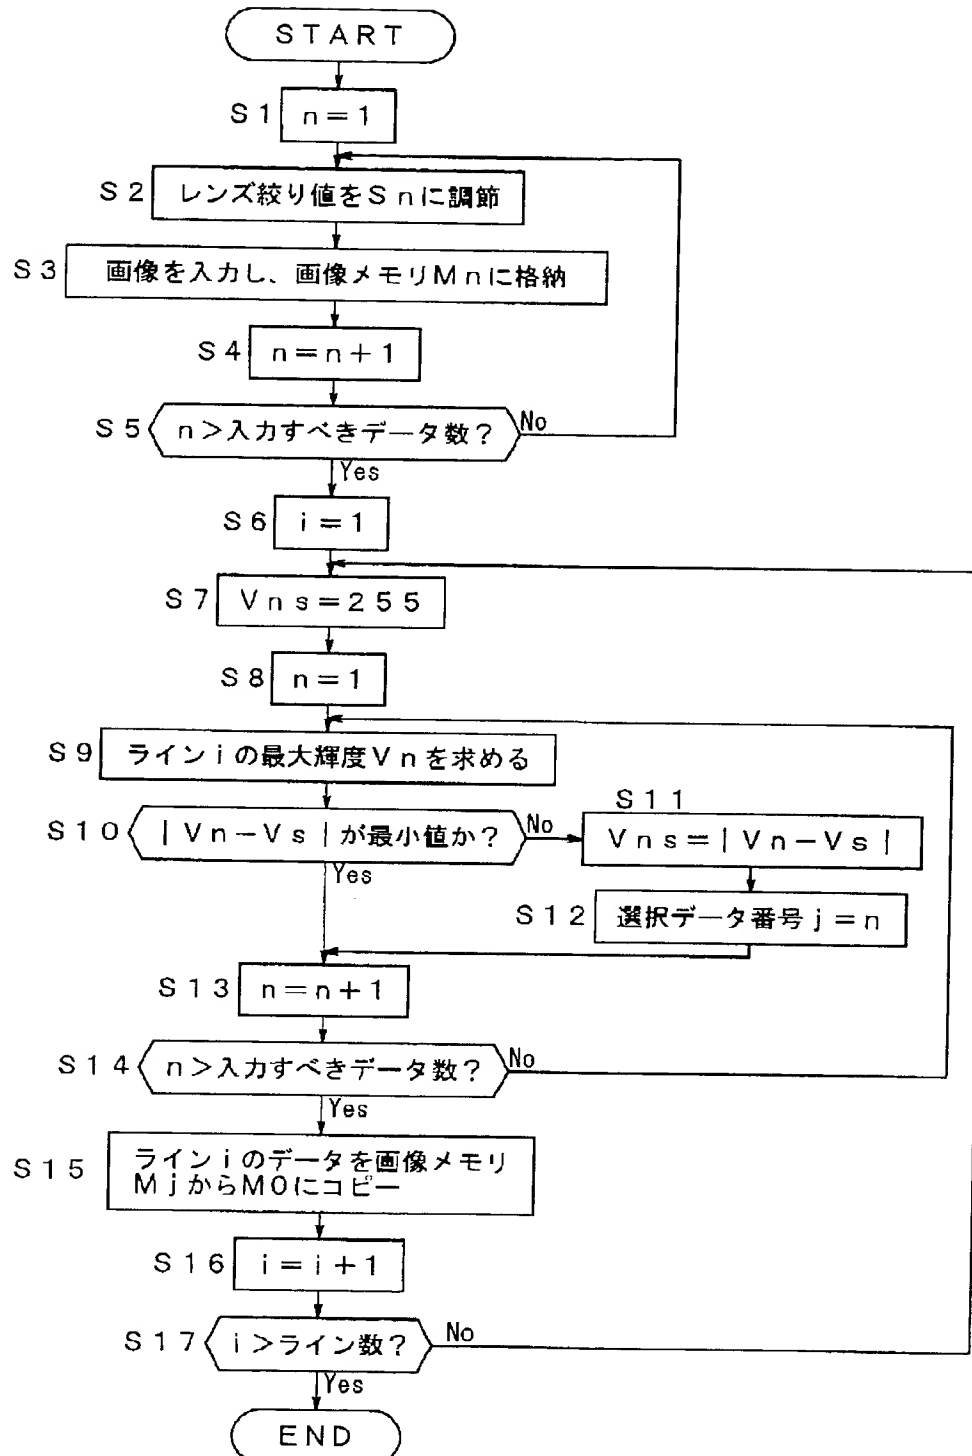 START
S1 n=1
S2 レンズ絞り値をSnに調節
S3 画像を入力し、画像メモリMnに格納
S4 n=n+1
S5 n>入力すべきデータ数? No
Yes
S6 i=1
S7 Vns=255
S8 n=1
S9 ラインiの最大輝度Vnを求める
S10 |Vn-Vs|が最小値か? No
Yes
S11
Vns=|Vn-Vs|
S12 選択データ番号j=n
S13 n=n+1
S14 n>入力すべきデータ数? No
Yes
S15 ラインiのデータを画像メモリ
MjからM0にコピー
S16 i=i+1
S17 i>ライン数? No
Yes
END